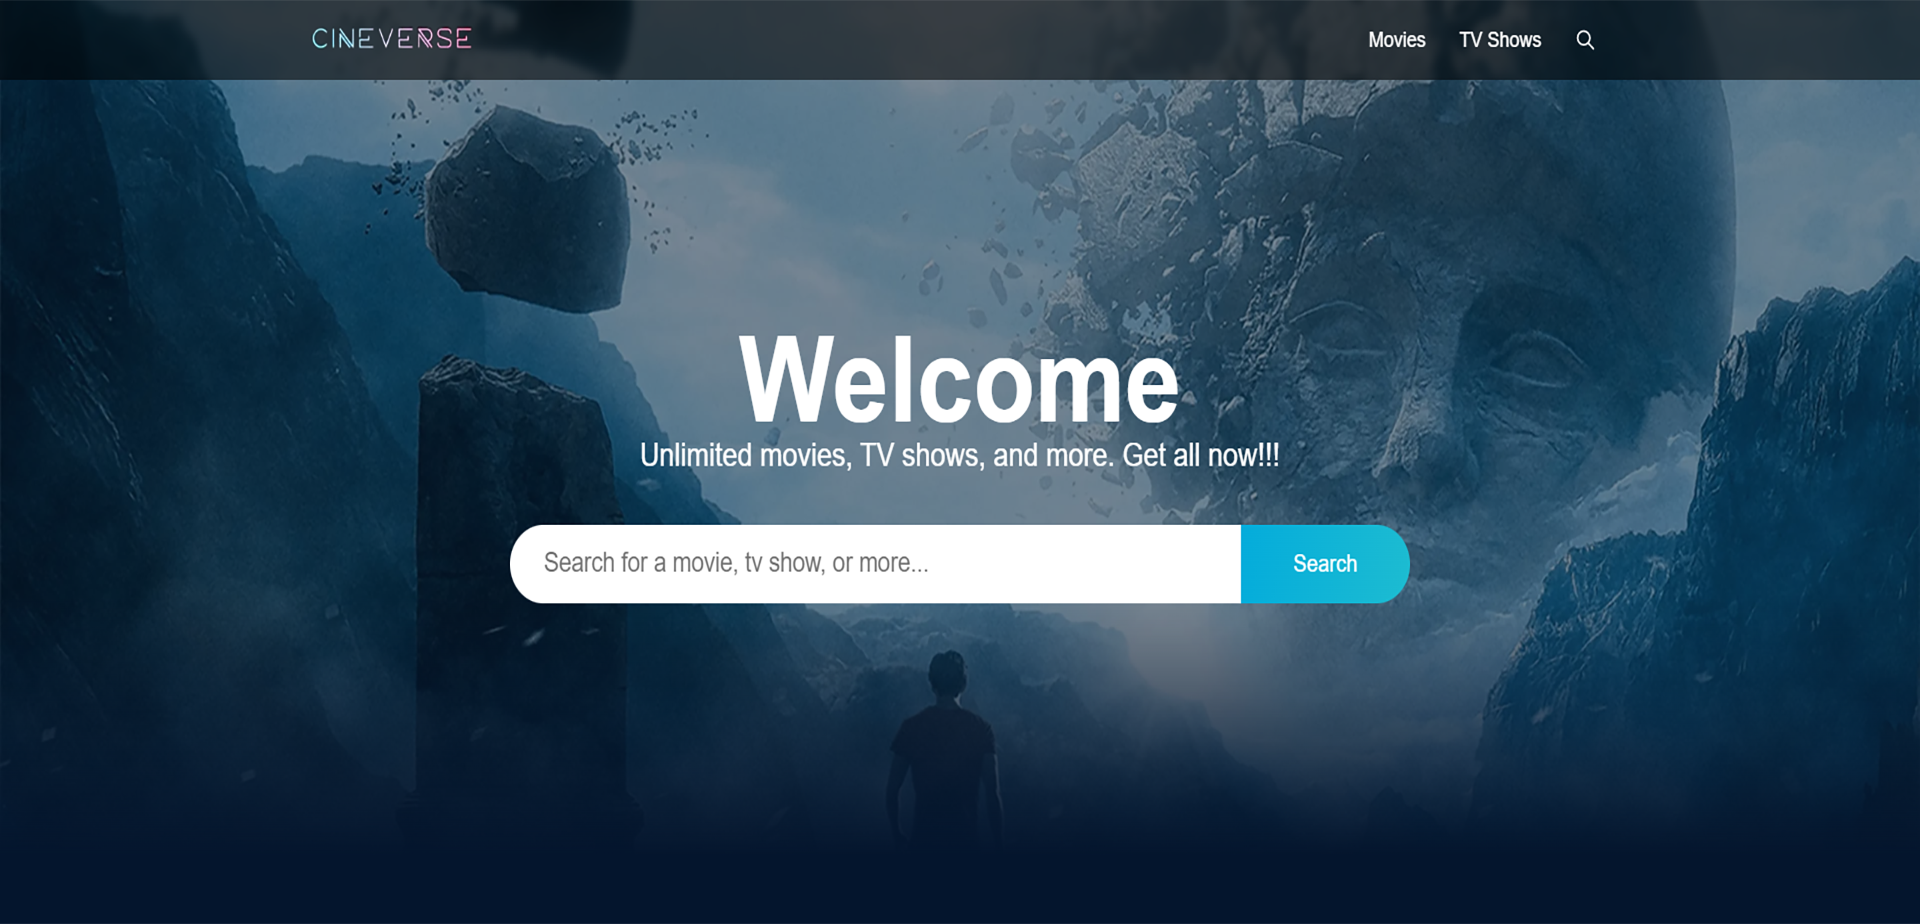 CINEVERSE
Movies
TV Shows
Welcome
Unlimited movies, TV shows, and more. Get all now!!!
Search for a movie, tv show, or more...
Search